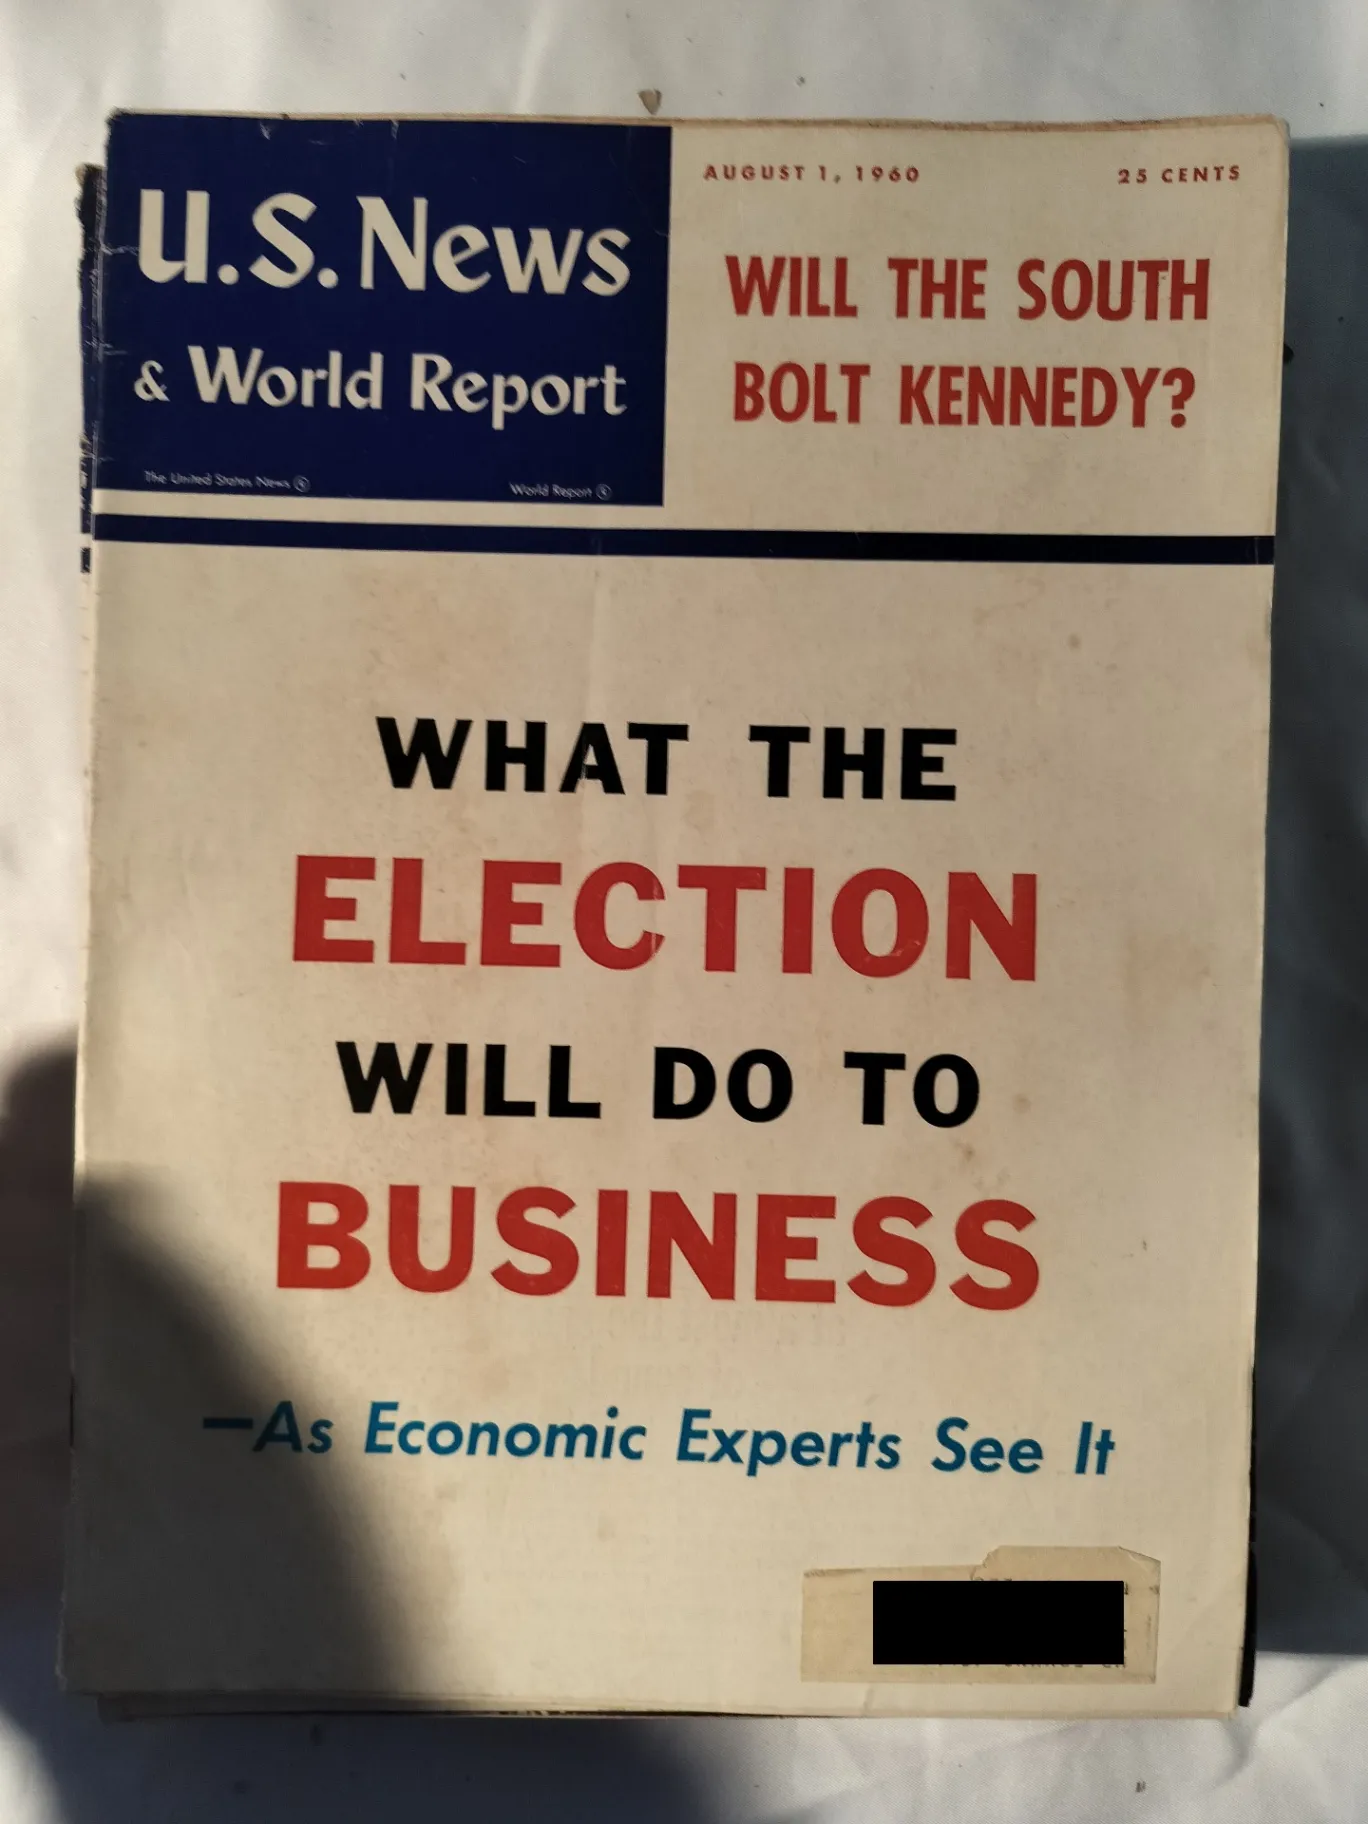 U.S. News
& World Report
The United States News ®
World Report ®
AUGUST 1, 1960
25 CENTS
WILL THE SOUTH
BOLT KENNEDY?
WHAT THE
ELECTION
WILL DO TO
BUSINESS
—As Economic Experts See It